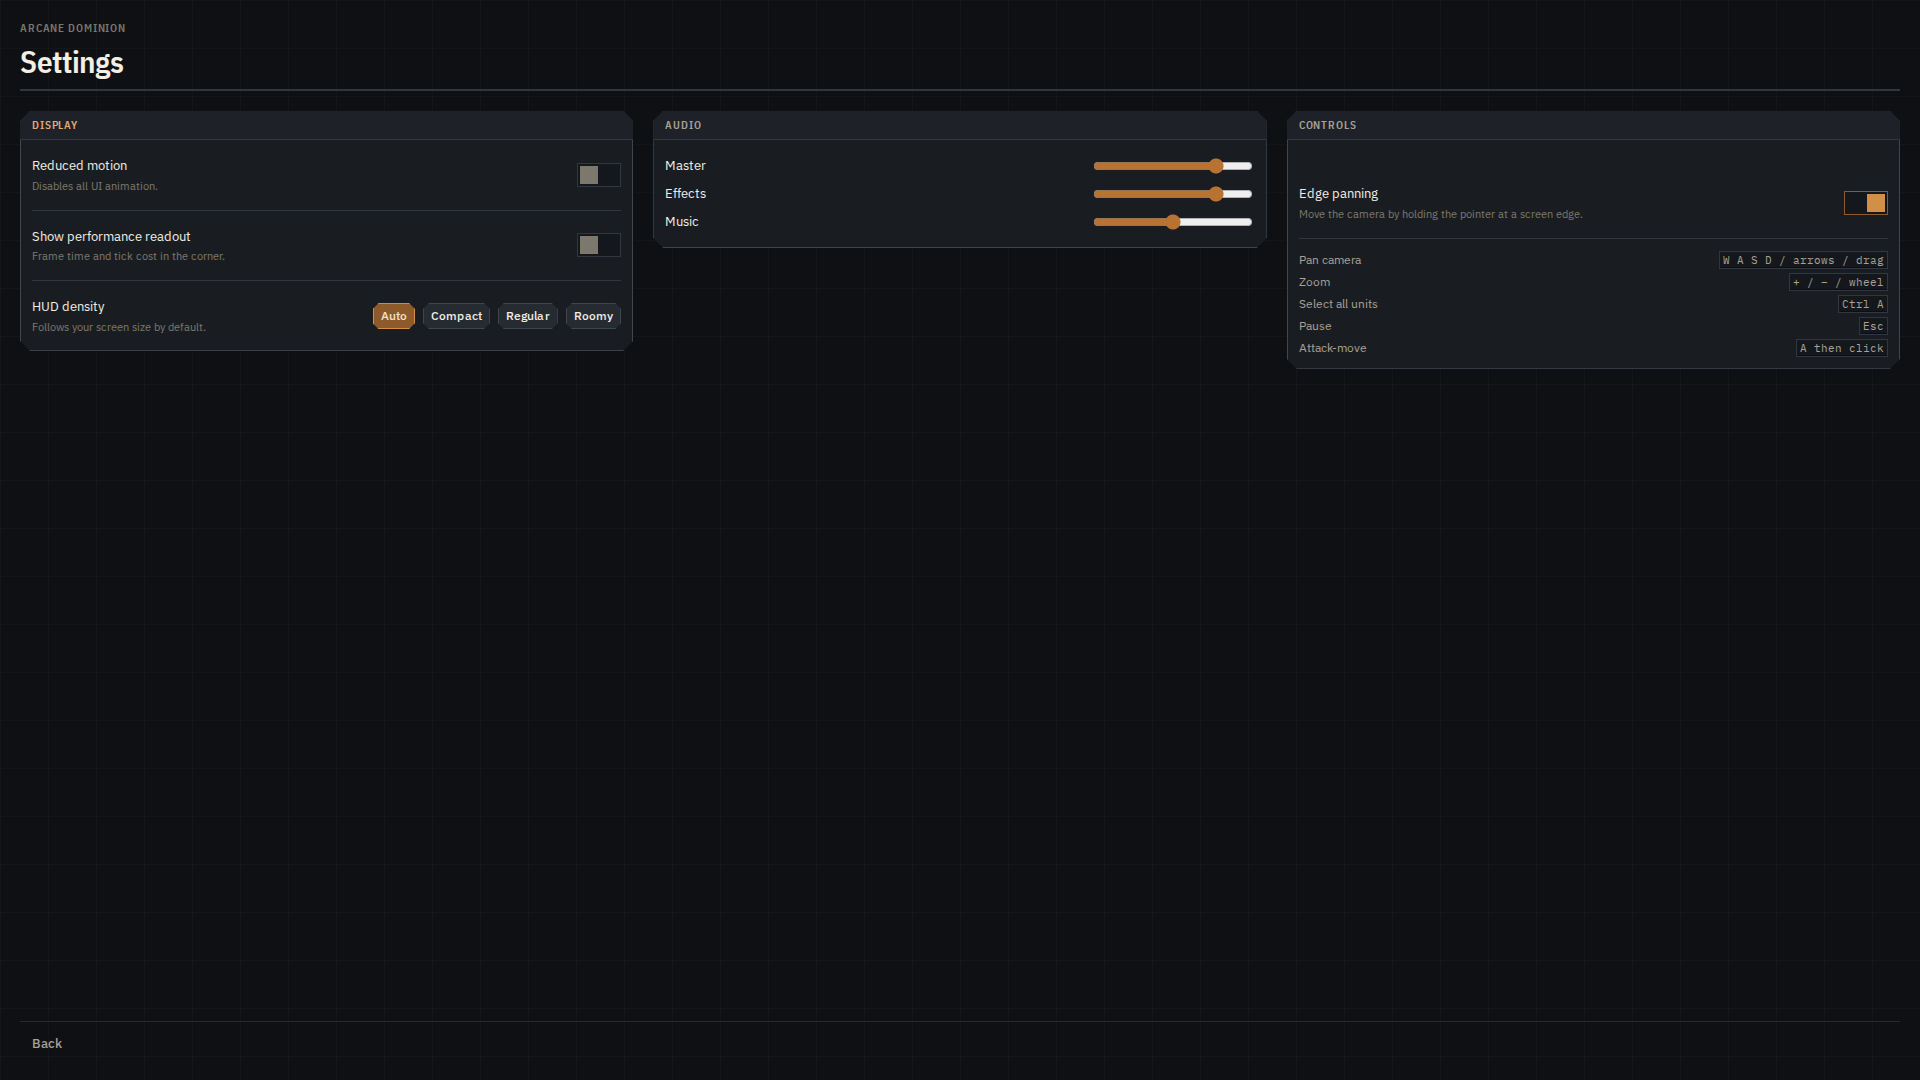 ARCANE DOMINION
Settings
DISPLAY
Reduced motion
Disables all UI animation.
Show performance readout
Frame time and tick cost in the corner.
HUD density
Follows your screen size by default.
Auto Compact Regular Roomy
AUDIO
Master
Effects
Music
CONTROLS
Edge panning
Move the camera by holding the pointer at a screen edge.
Pan camera W A S D / arrows / drag
Zoom + / − / wheel
Select all units Ctrl A
Pause Esc
Attack-move A then click
Back